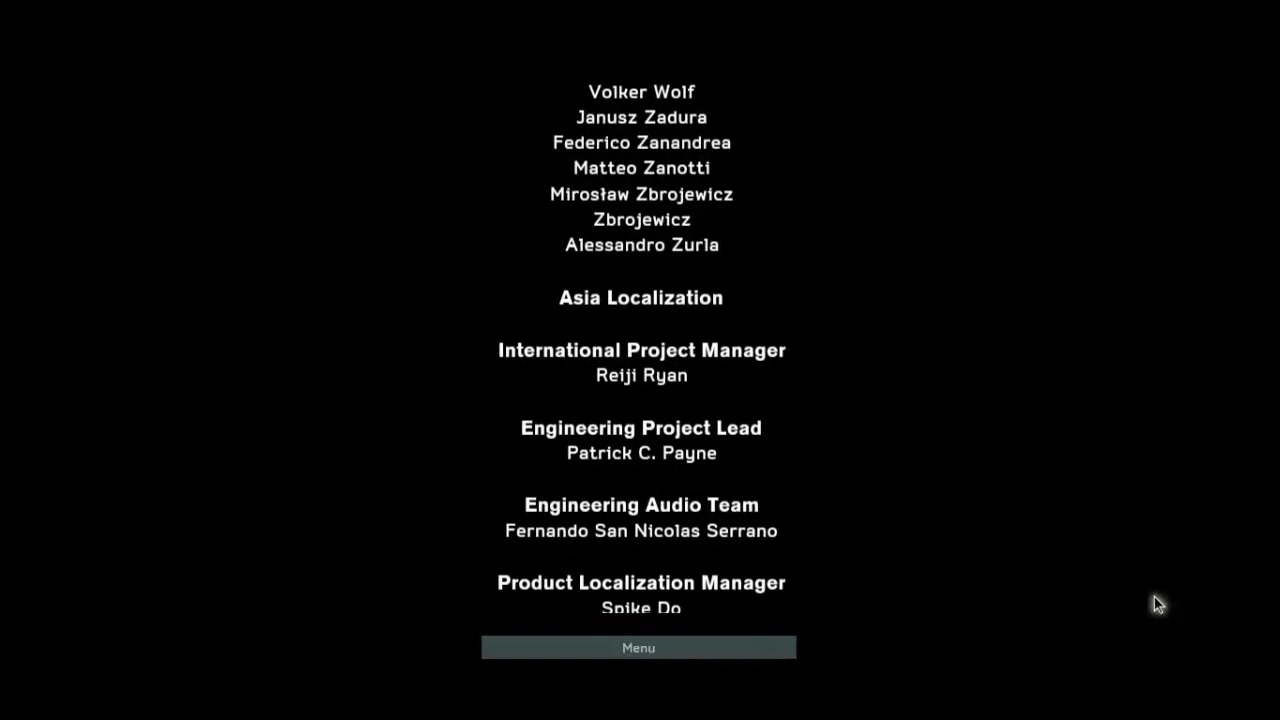 Volker Wolf
Janusz Zadura
Federico Zanandrea
Matteo Zanotti
Mirosław Zbrojewicz
Zbrojewicz
Alessandro Zurla
Asia Localization
International Project Manager
Reiji Ryan
Engineering Project Lead
Patrick C. Payne
Engineering Audio Team
Fernando San Nicolas Serrano
Product Localization Manager
Spike Do
Menu